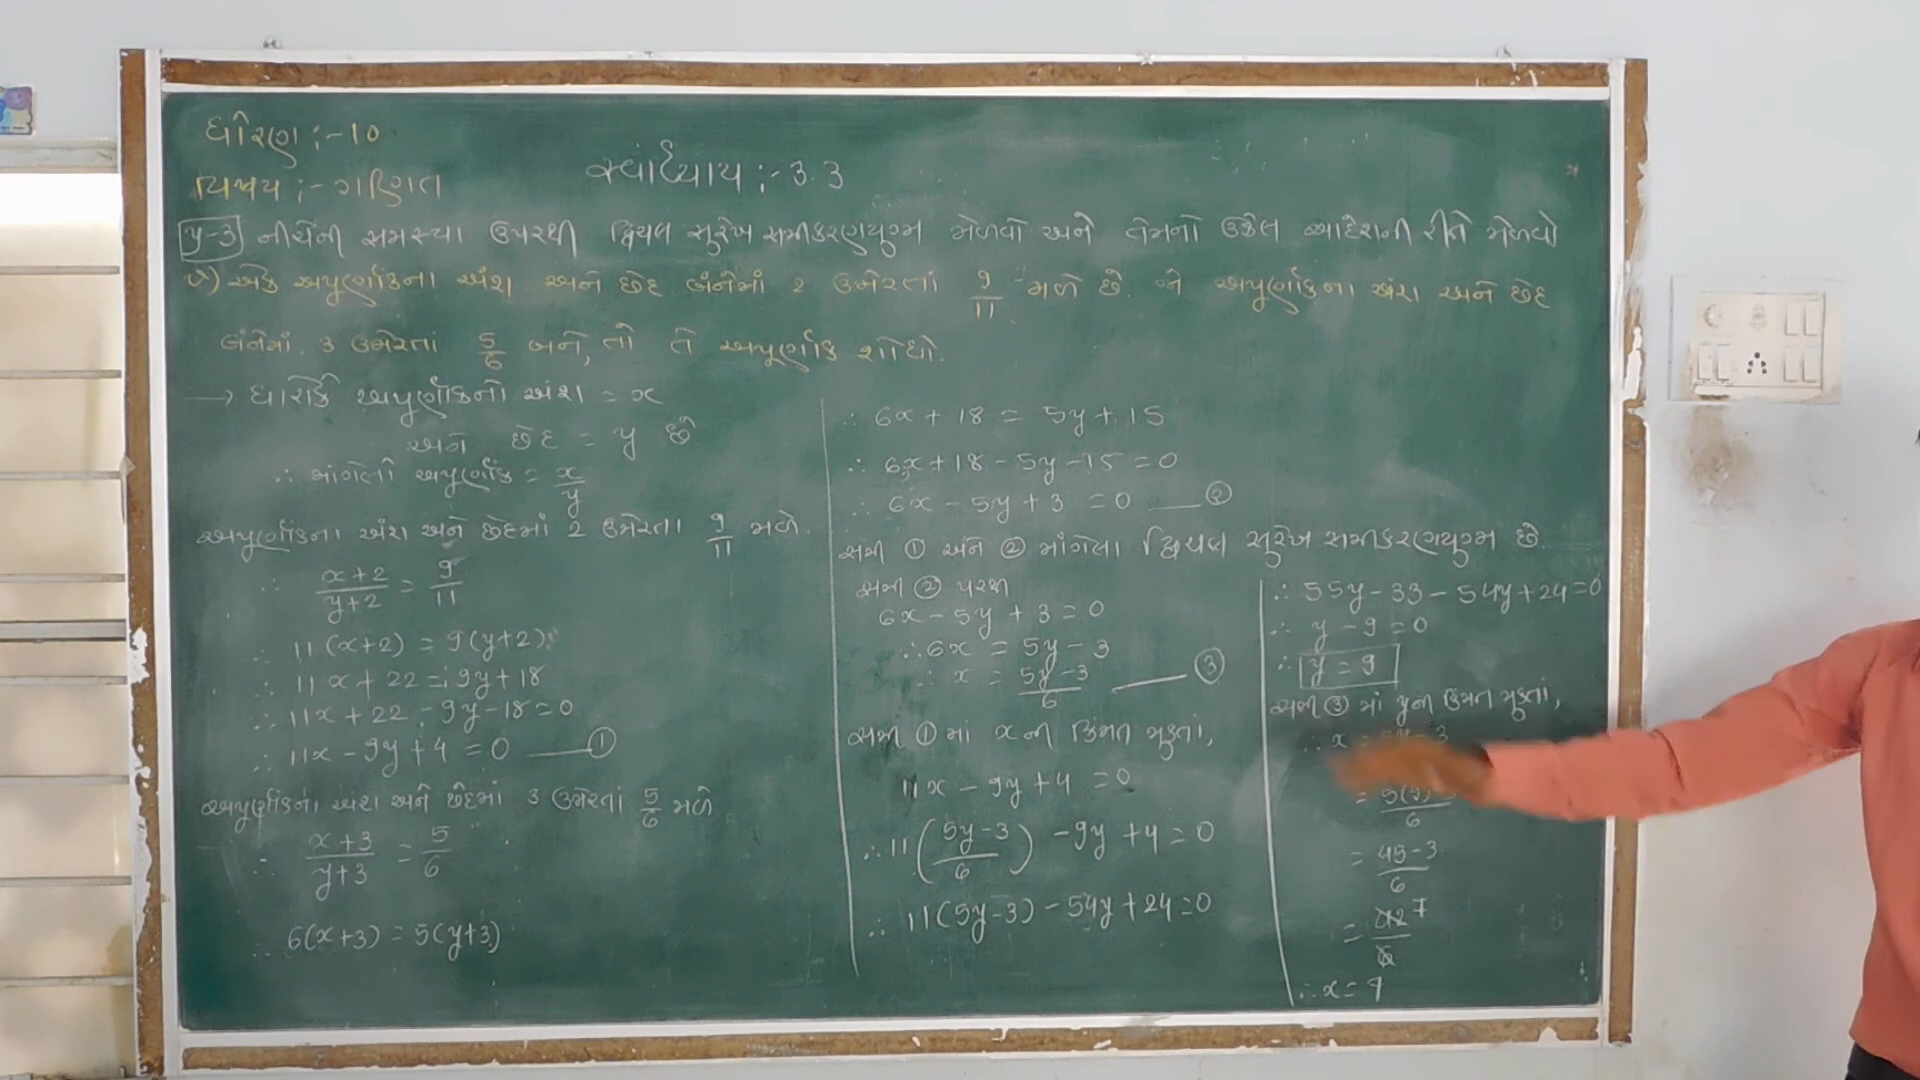 ધોરણ :- 10
વિષય :- ગણિત
સ્વાધ્યાય :- 3.3
પ્ર-3 નીચેની સમસ્યા ઉપરથી દ્વિચલ સુરેખ સમીકરણયુગ્મ મેળવો અને તેમનો ઉકેલ આદેશની રીતે મેળવો
v) એક અપૂર્ણાંકના અંશ અને છેદ બંનેમાં 2 ઉમેરતાં 9/11 મળે છે. જો અપૂર્ણાંકના અંશ અને છેદ
બંનેમાં 3 ઉમેરતાં 5/6 બને, તો તે અપૂર્ણાંક શોધો.
→ ધારોકે અપૂર્ણાંકનો અંશ = x
અને છેદ = y છે
∴ માંગેલો અપૂર્ણાંક = x/y
અપૂર્ણાંકના અંશ અને છેદમાં 2 ઉમેરતા 9/11 મળે.
∴ (x+2)/(y+2) = 9/11
∴ 11(x+2) = 9(y+2)
∴ 11x + 22 = 9y + 18
∴ 11x + 22 - 9y - 18 = 0
∴ 11x - 9y + 4 = 0 —— ①
અપૂર્ણાંકના અંશ અને છેદમાં 3 ઉમેરતાં 5/6 મળે
∴ (x+3)/(y+3) = 5/6
∴ 6(x+3) = 5(y+3)
∴ 6x + 18 = 5y + 15
∴ 6x + 18 - 5y - 15 = 0
∴ 6x - 5y + 3 = 0 —— ②
સમી ① અને ② માંગેલા દ્વિચલ સુરેખ સમીકરણયુગ્મ છે.
સમી ② પરથી
6x - 5y + 3 = 0
∴ 6x = 5y - 3
∴ x = (5y-3)/6 —— ③
સમી ① માં x ની કિંમત મૂકતાં,
11x - 9y + 4 = 0
∴ 11((5y-3)/6) - 9y + 4 = 0
∴ 11(5y-3) - 54y + 24 = 0
∴ 55y - 33 - 54y + 24 = 0
∴ y - 9 = 0
∴ y = 9
સમી ③ માં yની કિંમત મૂકતાં,
∴ x
= 5(9)/6
= (45-3)/6
= 42/6 7
∴ x = 7